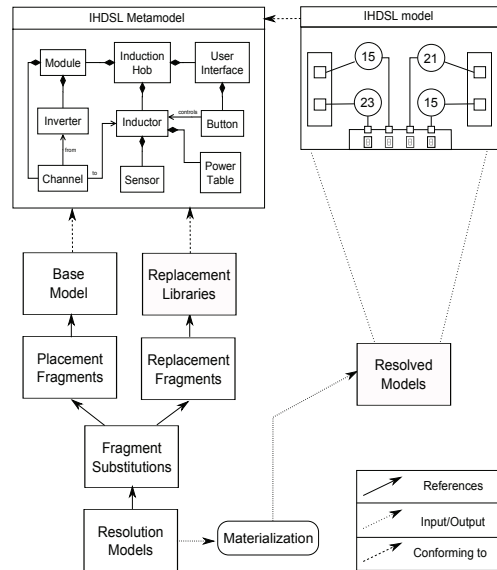 IHDSL Metamodel
Module
Induction
Hob
User
Interface
Inverter
Inductor
controls
Button
from
to
Channel
Sensor
Power
Table
IHDSL model
15
21
23
15
Base
Model
Replacement
Libraries
Placement
Fragments
Replacement
Fragments
Resolved
Models
Fragment
Substitutions
Resolution
Models
Materialization
References
Input/Output
Conforming to